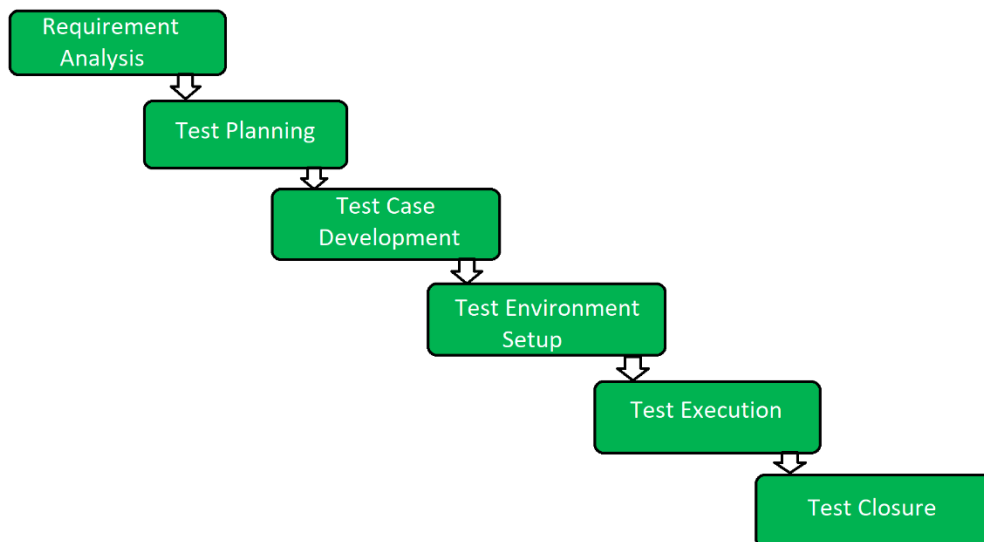 Requirement
Analysis
Test Planning
Test Case
Development
Test Environment
Setup
Test Execution
Test Closure